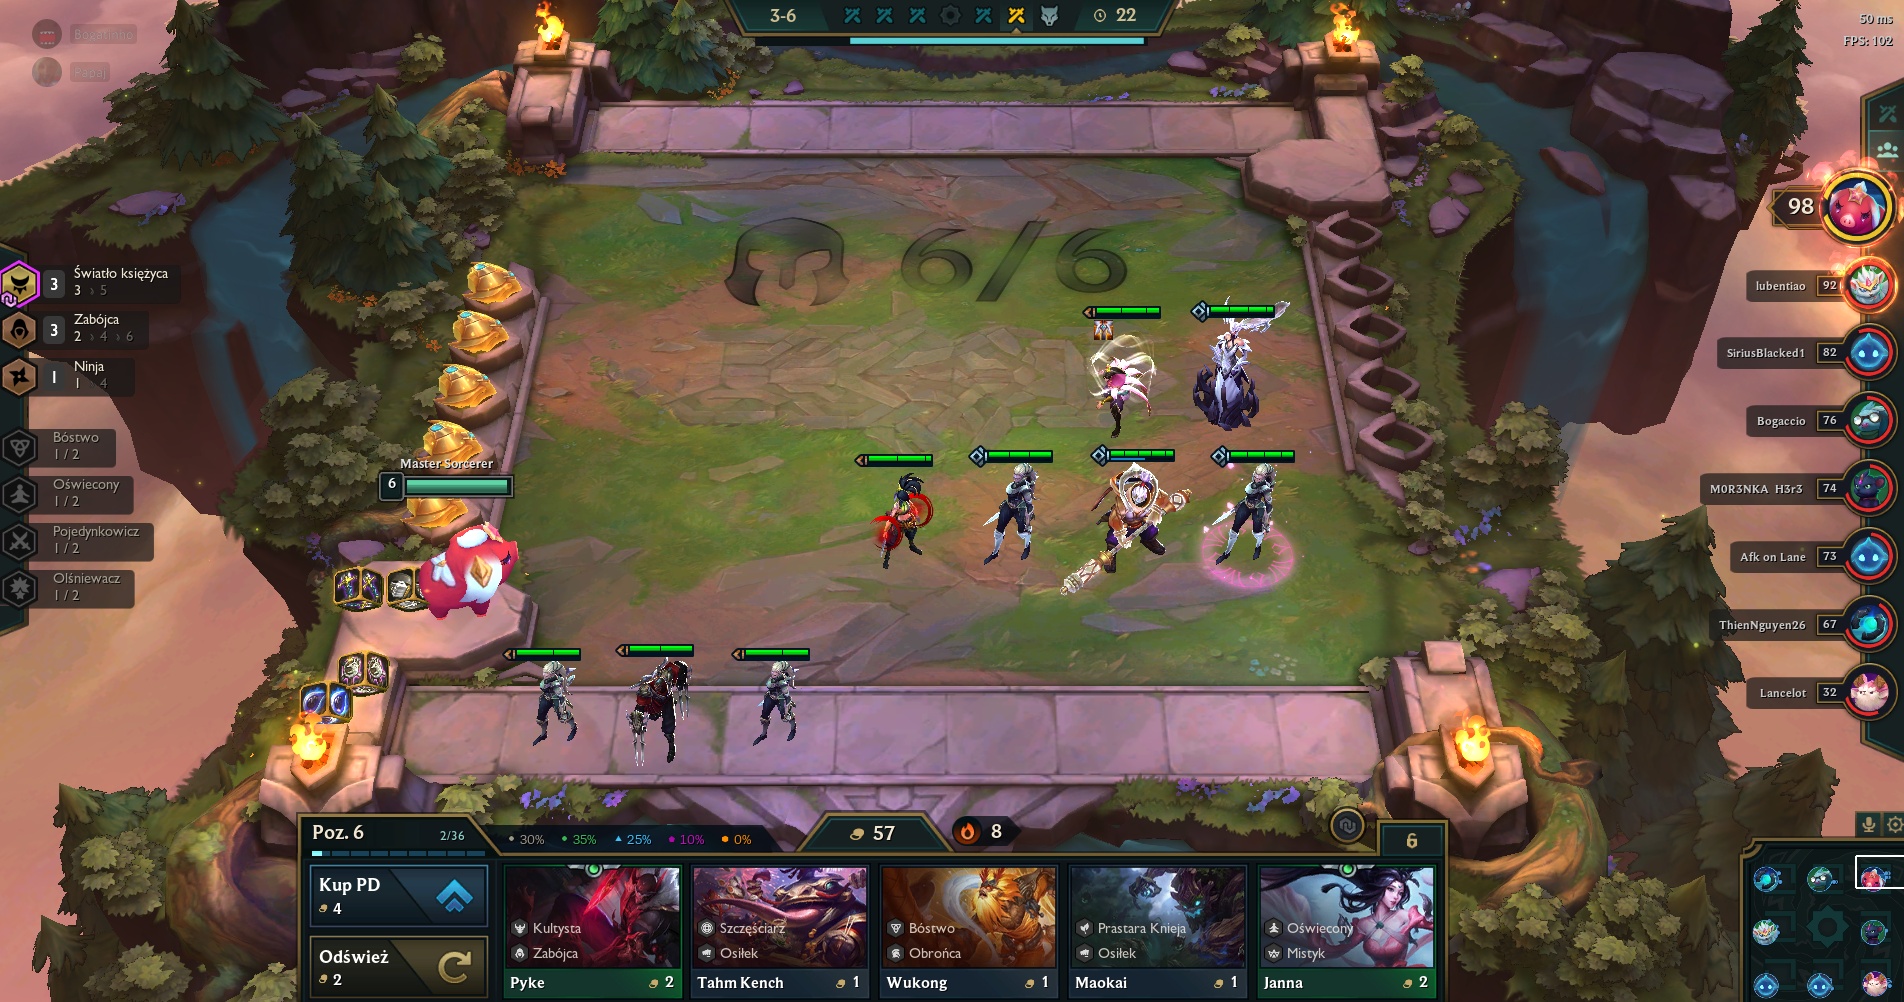 Bogatinho
Rapaj
3-6
22
50 ms
FPS: 102
6/6
3
Światło księżyca
3 › 5
3
Zabójca
2 › 4 › 6
1
Ninja
1 › 4
Bóstwo
1 / 2
Oświecony
1 / 2
Pojedynkowicz
1 / 2
Olśniewacz
1 / 2
98
lubentiao 92
SiriusBlacked1 82
Bogaccio 76
M0R3NKA H3r3 74
Afk on Lane 73
ThienNguyen26 67
Lancelot 32
Master Sorcerer
6
Poz. 6
2/36
30% 35% 25% 10% 0%
57
8
6
Kup PD
4
Odśwież
2
Kultysta
Zabójca
Pyke 2
Szczęściarz
Osiłek
Tahm Kench 1
Bóstwo
Obrońca
Wukong 1
Prastara Knieja
Osiłek
Maokai 1
Oświecony
Mistyk
Janna 2